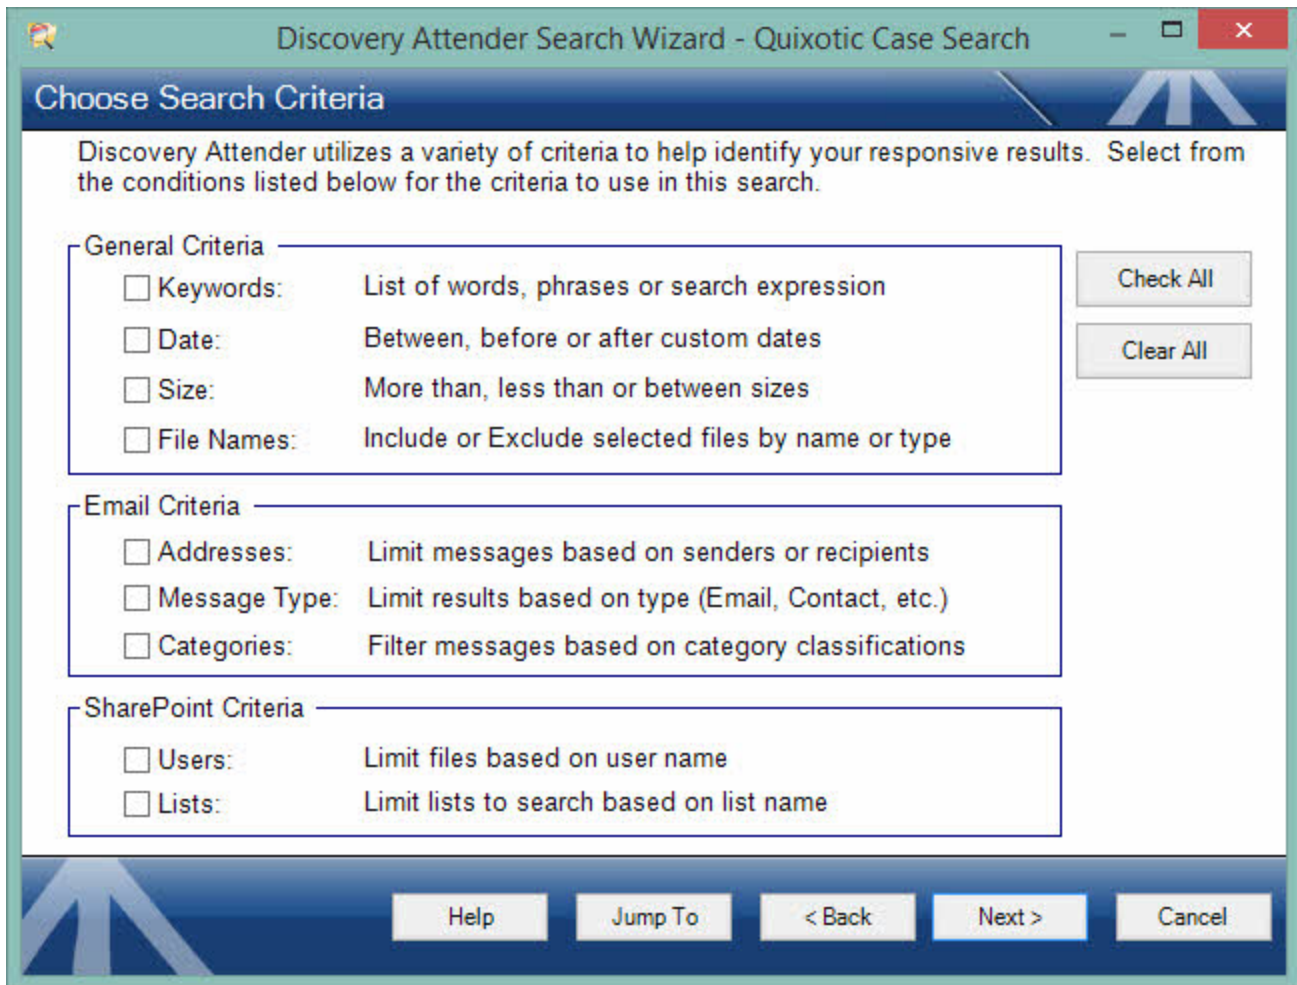 Discovery Attender Search Wizard - Quixotic Case Search
Choose Search Criteria
Discovery Attender utilizes a variety of criteria to help identify your responsive results. Select from
the conditions listed below for the criteria to use in this search.
General Criteria
Keywords: List of words, phrases or search expression
Date: Between, before or after custom dates
Size: More than, less than or between sizes
File Names: Include or Exclude selected files by name or type
Check All
Clear All
Email Criteria
Addresses: Limit messages based on senders or recipients
Message Type: Limit results based on type (Email, Contact, etc.)
Categories: Filter messages based on category classifications
SharePoint Criteria
Users: Limit files based on user name
Lists: Limit lists to search based on list name
Help Jump To < Back Next > Cancel